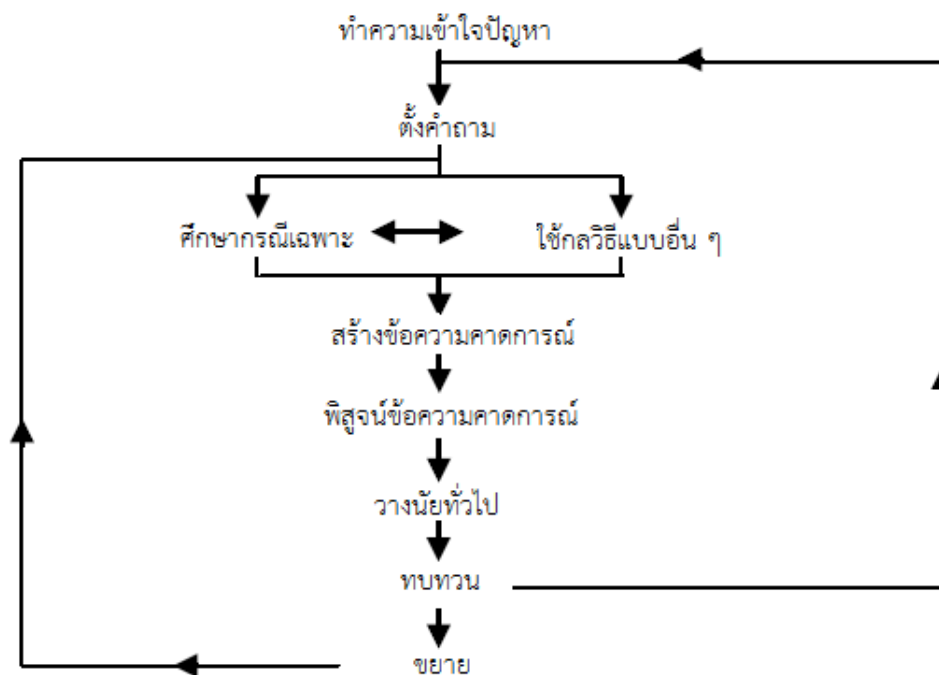 ทำความเข้าใจปัญหา
ตั้งคำถาม
ศึกษากรณีเฉพาะ
ใช้กลวิธีแบบอื่น ๆ
สร้างข้อความคาดการณ์
พิสูจน์ข้อความคาดการณ์
วางนัยทั่วไป
ทบทวน
ขยาย